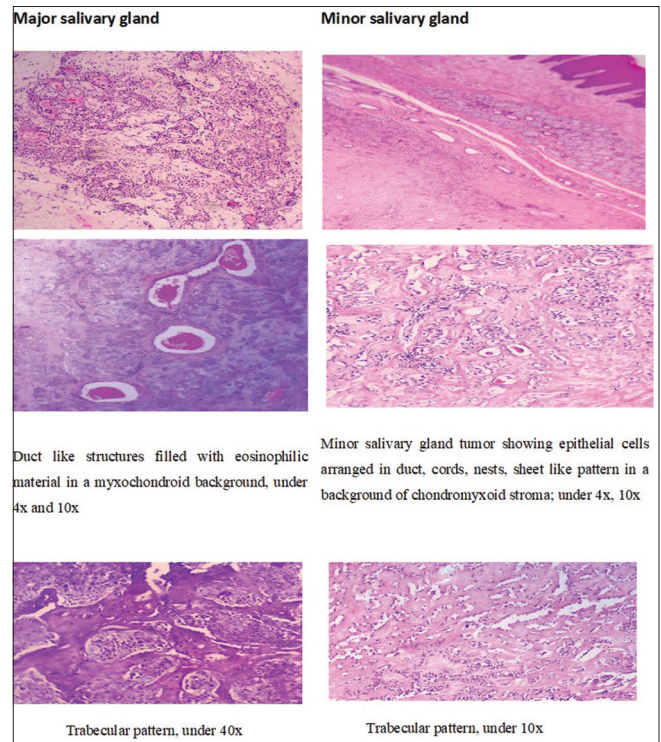 Major salivary gland
Minor salivary gland
Duct like structures filled with eosinophilic
material in a myxochondroid background, under
4x and 10x
Minor salivary gland tumor showing epithelial cells
arranged in duct, cords, nests, sheet like pattern in a
background of chondromyxoid stroma; under 4x, 10x
Trabecular pattern, under 40x
Trabecular pattern, under 10x